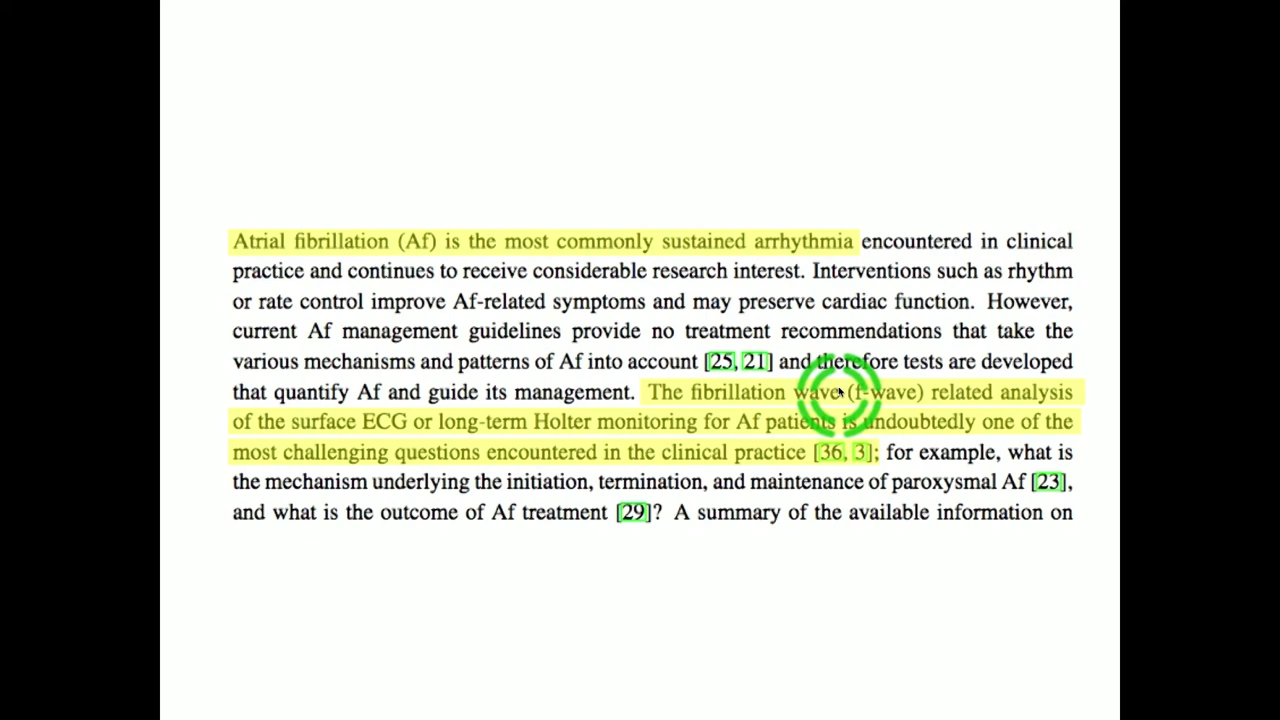 Atrial fibrillation (Af) is the most commonly sustained arrhythmia encountered in clinical
practice and continues to receive considerable research interest. Interventions such as rhythm
or rate control improve Af-related symptoms and may preserve cardiac function. However,
current Af management guidelines provide no treatment recommendations that take the
various mechanisms and patterns of Af into account [25, 21] and therefore tests are developed
that quantify Af and guide its management. The fibrillation wave (f-wave) related analysis
of the surface ECG or long-term Holter monitoring for Af patients is undoubtedly one of the
most challenging questions encountered in the clinical practice [36, 3]; for example, what is
the mechanism underlying the initiation, termination, and maintenance of paroxysmal Af [23],
and what is the outcome of Af treatment [29]? A summary of the available information on